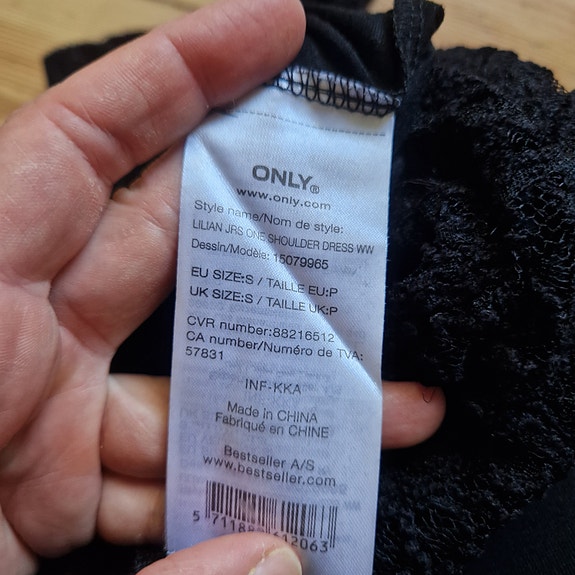 ONLY®
www.only.com
Style name/Nom de style:
LILIAN JRS ONE SHOULDER DRESS WW
Dessin/Modèle: 15079965
EU SIZE:S / TAILLE EU:P
UK SIZE:S / TAILLE UK:P
CVR number:88216512
CA number/Numéro de TVA:
57831
INF-KKA
Made in CHINA
Fabriqué en CHINE
Bestseller A/S
www.bestseller.com